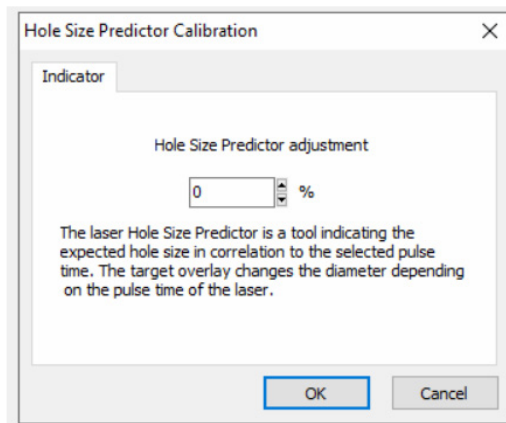 Hole Size Predictor Calibration
Indicator
Hole Size Predictor adjustment
0 %
The laser Hole Size Predictor is a tool indicating the
expected hole size in correlation to the selected pulse
time. The target overlay changes the diameter depending
on the pulse time of the laser.
OK Cancel